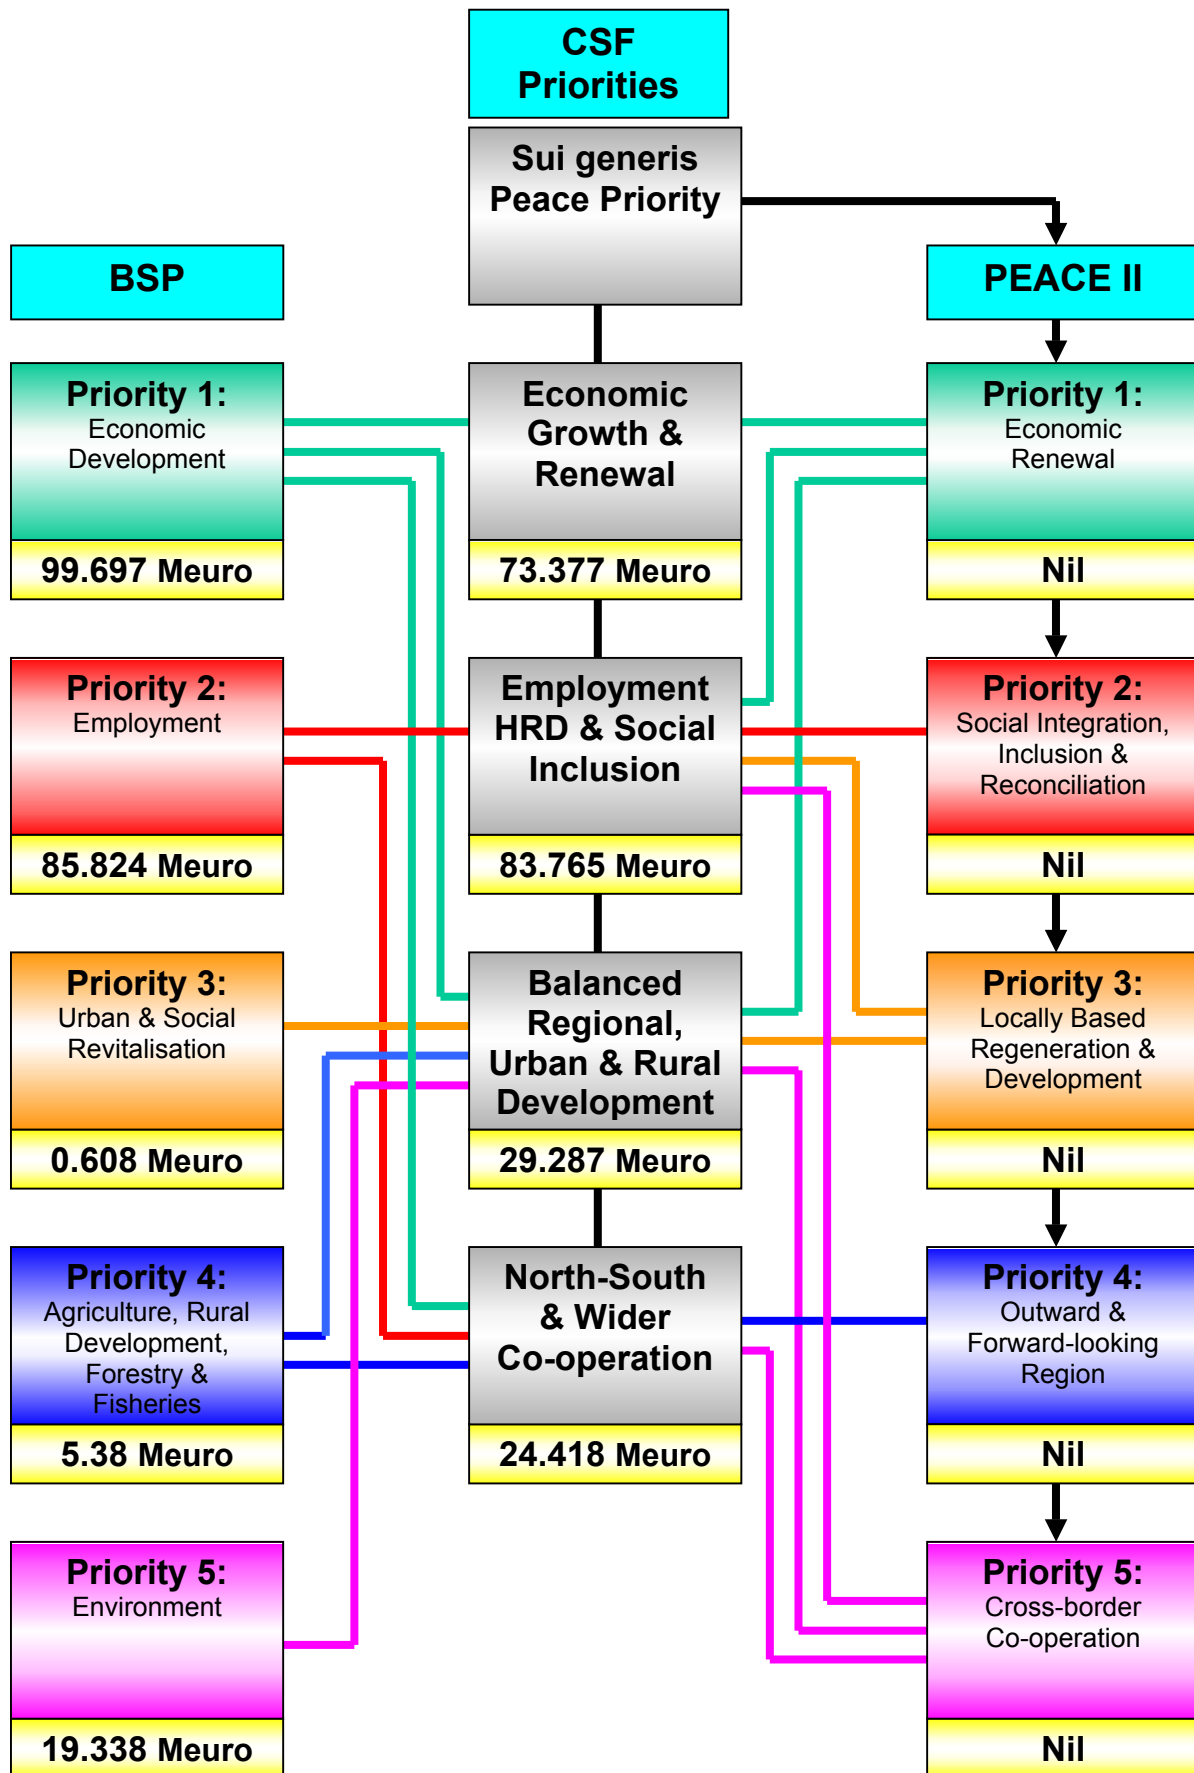 CSF
Priorities
Sui generis
Peace Priority
BSP
PEACE II
Priority 1:
Economic
Development
99.697 Meuro
Economic
Growth &
Renewal
73.377 Meuro
Priority 1:
Economic
Renewal
Nil
Priority 2:
Employment
85.824 Meuro
Employment
HRD & Social
Inclusion
83.765 Meuro
Priority 2:
Social Integration,
Inclusion &
Reconciliation
Nil
Priority 3:
Urban & Social
Revitalisation
0.608 Meuro
Balanced
Regional,
Urban & Rural
Development
29.287 Meuro
Priority 3:
Locally Based
Regeneration &
Development
Nil
Priority 4:
Agriculture, Rural
Development,
Forestry &
Fisheries
5.38 Meuro
North-South
& Wider
Co-operation
24.418 Meuro
Priority 4:
Outward &
Forward-looking
Region
Nil
Priority 5:
Environment
19.338 Meuro
Priority 5:
Cross-border
Co-operation
Nil